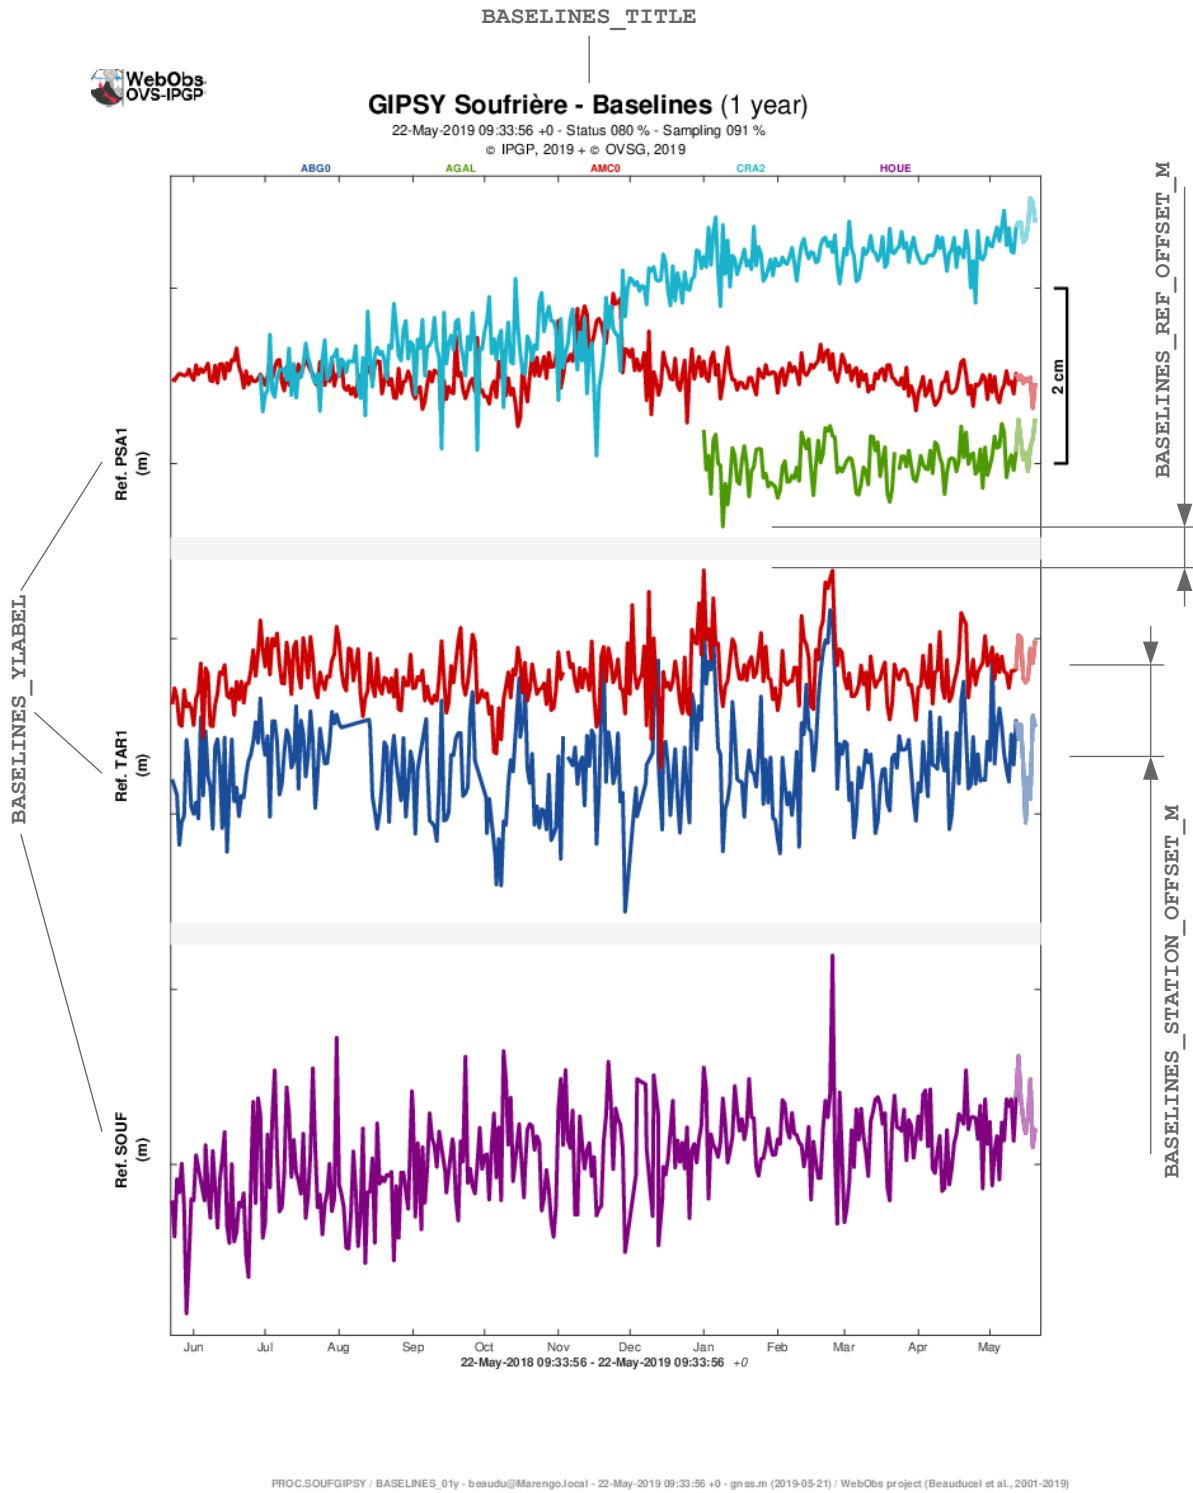 BASELINES_TITLE
WebObs
OVS-IPGP
GIPSY Soufrière - Baselines (1 year)
22-May-2019 09:33:56 +0 - Status 080 % - Sampling 091 %
© IPGP, 2019 + © OVSG, 2019
ABG0 AGAL AMC0 CRA2 HOUE
BASELINES_REF_OFFSET_M
2 cm
Ref. PSA1
(m)
BASELINES_YLABEL
Ref. TAR1
(m)
BASELINES_STATION_OFFSET_M
Ref. SOUF
(m)
Jun Jul Aug Sep Oct Nov Dec Jan Feb Mar Apr May
22-May-2018 09:33:56 - 22-May-2019 09:33:56 +0
PROC.SOUFGIPSY / BASELINES_01y - beaudu@Marengo.local - 22-May-2019 09:33:56 +0 - gnss.m (2019-05-21) / WebObs project (Beauducel et al., 2001-2019)